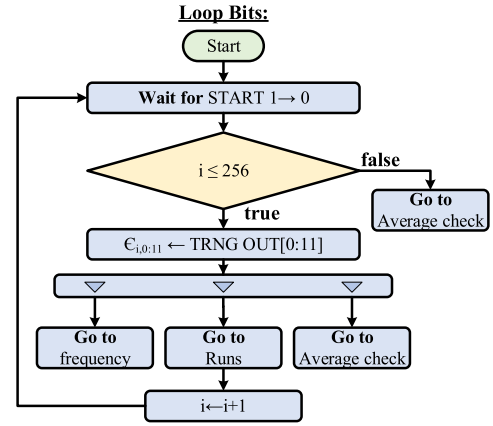 Loop Bits:
Start
Wait for START 1→ 0
i ≤ 256
false
true
Go to
Average check
Є i,0:11 ← TRNG OUT[0:11]
Go to
frequency
Go to
Runs
Go to
Average check
i←i+1